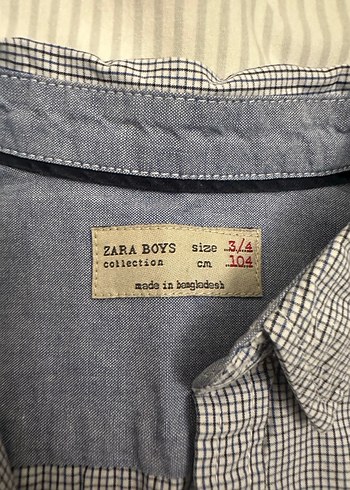 ZARA BOYS size 3/4
collection cm 104
made in bangladesh